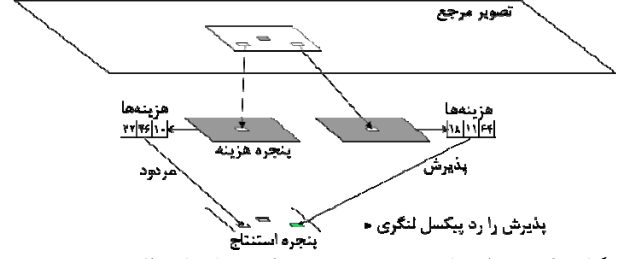 تصویر مرجع
هزینه‌ها
هزینه‌ها
۱۸ ۱۱ ۶۴
۲۲ ۴۶ ۱۰
پنجره هزینه
پذیرش
مردود
پذیرش را رد پیکسل لنگری
پنجره استنتاج